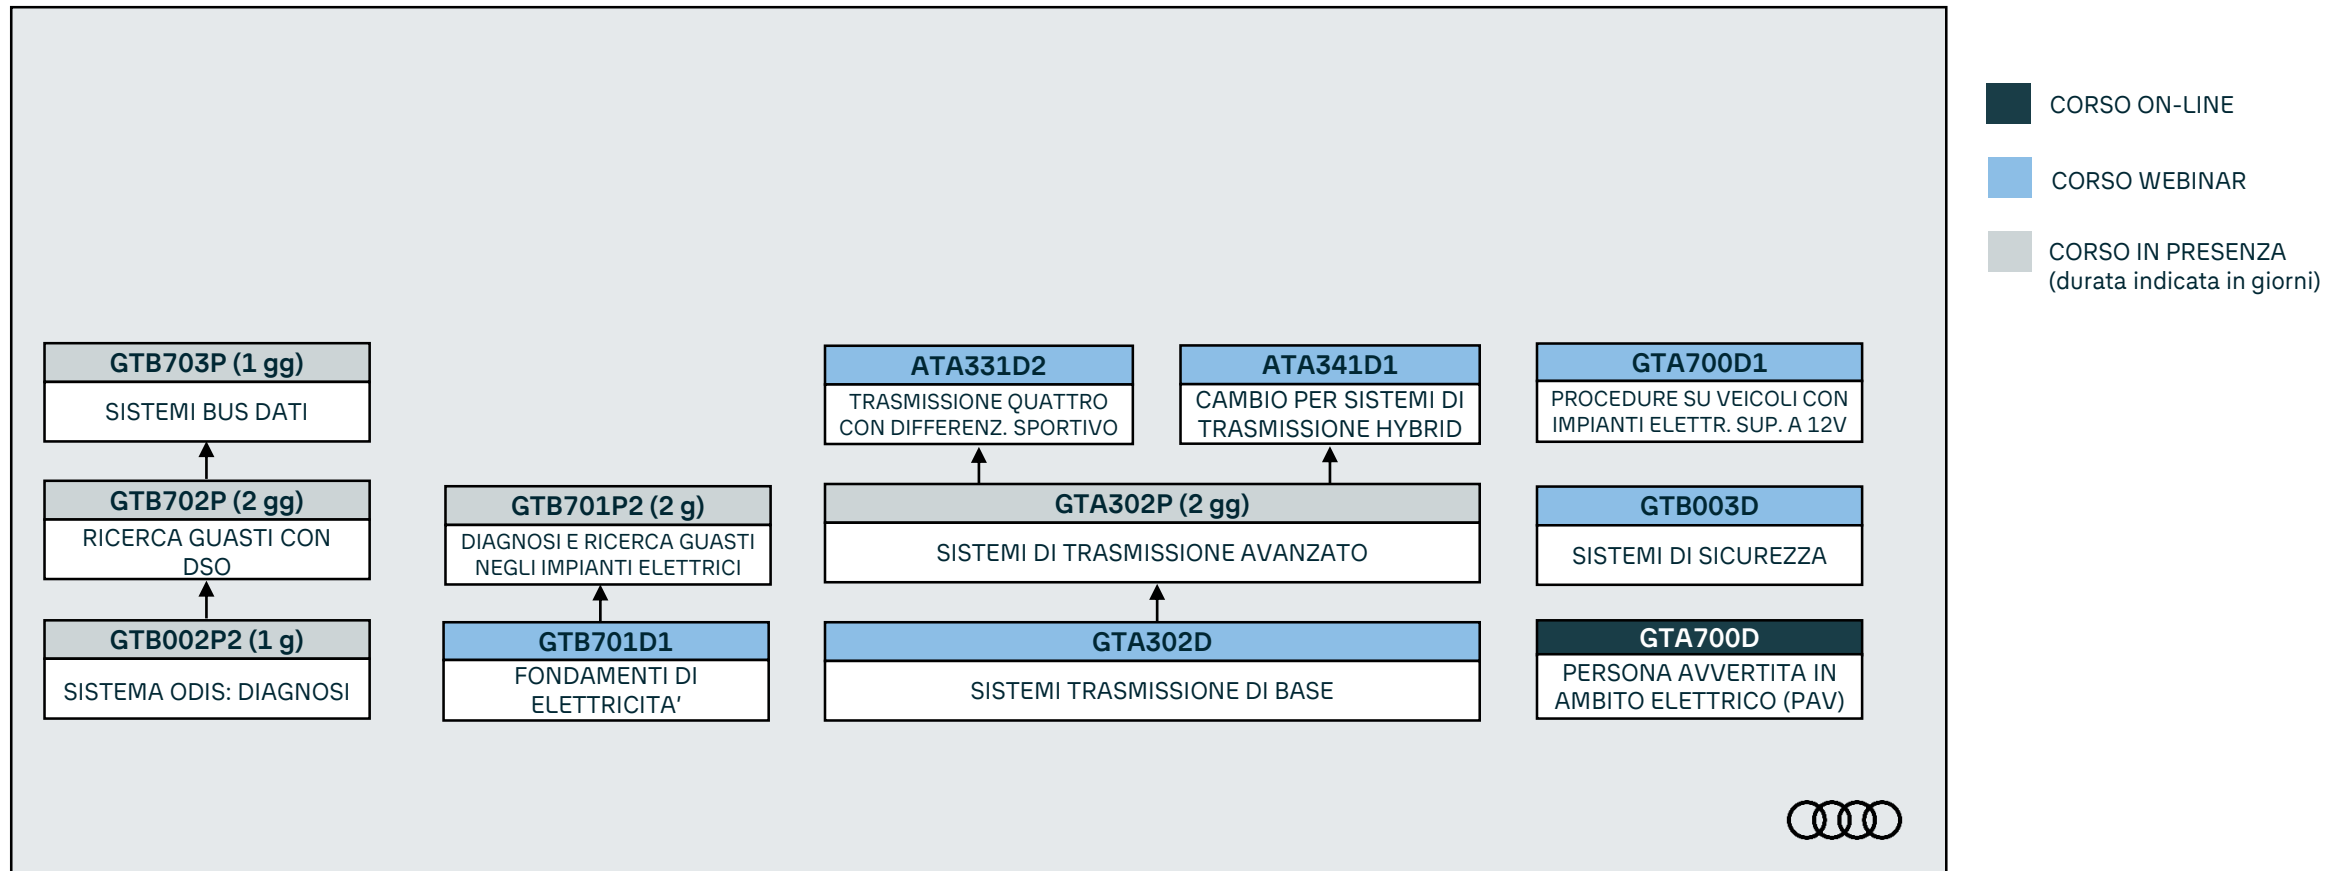 CORSO ON-LINE
CORSO WEBINAR
CORSO IN PRESENZA
(durata indicata in giorni)
GTB703P (1 gg)
SISTEMI BUS DATI
GTB702P (2 gg)
RICERCA GUASTI CON
DSO
GTB002P2 (1 g)
SISTEMA ODIS: DIAGNOSI
GTB701P2 (2 g)
DIAGNOSI E RICERCA GUASTI
NEGLI IMPIANTI ELETTRICI
GTB701D1
FONDAMENTI DI
ELETTRICITA'
ATA331D2
TRASMISSIONE QUATTRO
CON DIFFERENZ. SPORTIVO
ATA341D1
CAMBIO PER SISTEMI DI
TRASMISSIONE HYBRID
GTA302P (2 gg)
SISTEMI DI TRASMISSIONE AVANZATO
GTA302D
SISTEMI TRASMISSIONE DI BASE
GTA700D1
PROCEDURE SU VEICOLI CON
IMPIANTI ELETTR. SUP. A 12V
GTB003D
SISTEMI DI SICUREZZA
GTA700D
PERSONA AVVERTITA IN
AMBITO ELETTRICO (PAV)